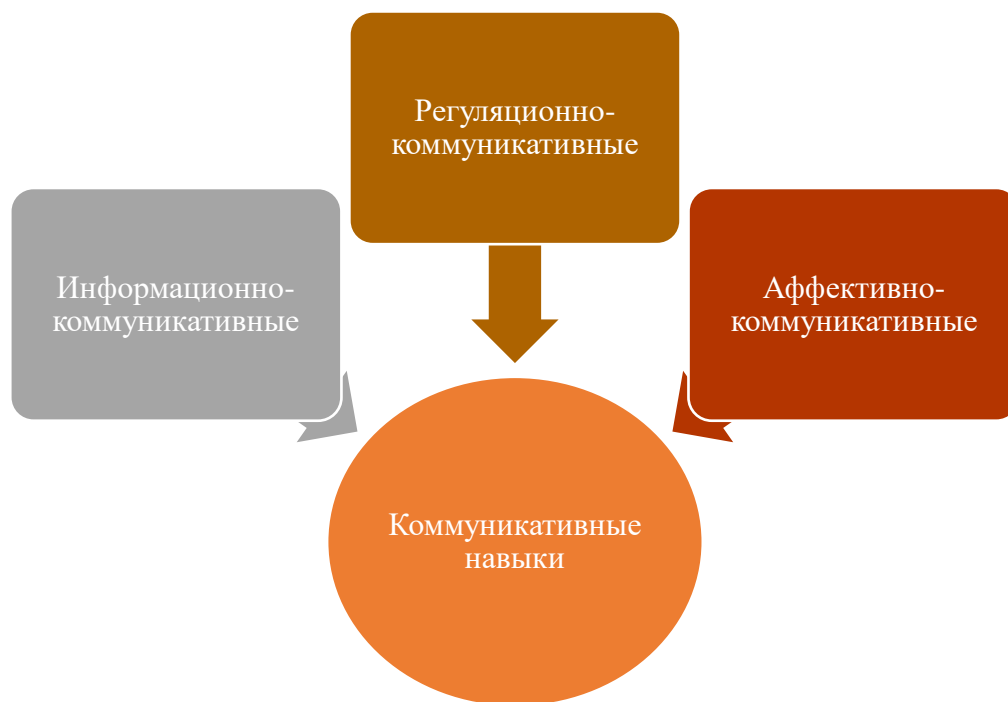 Регуляционно-
коммуникативные
Информационно-
коммуникативные
Аффективно-
коммуникативные
Коммуникативные
навыки